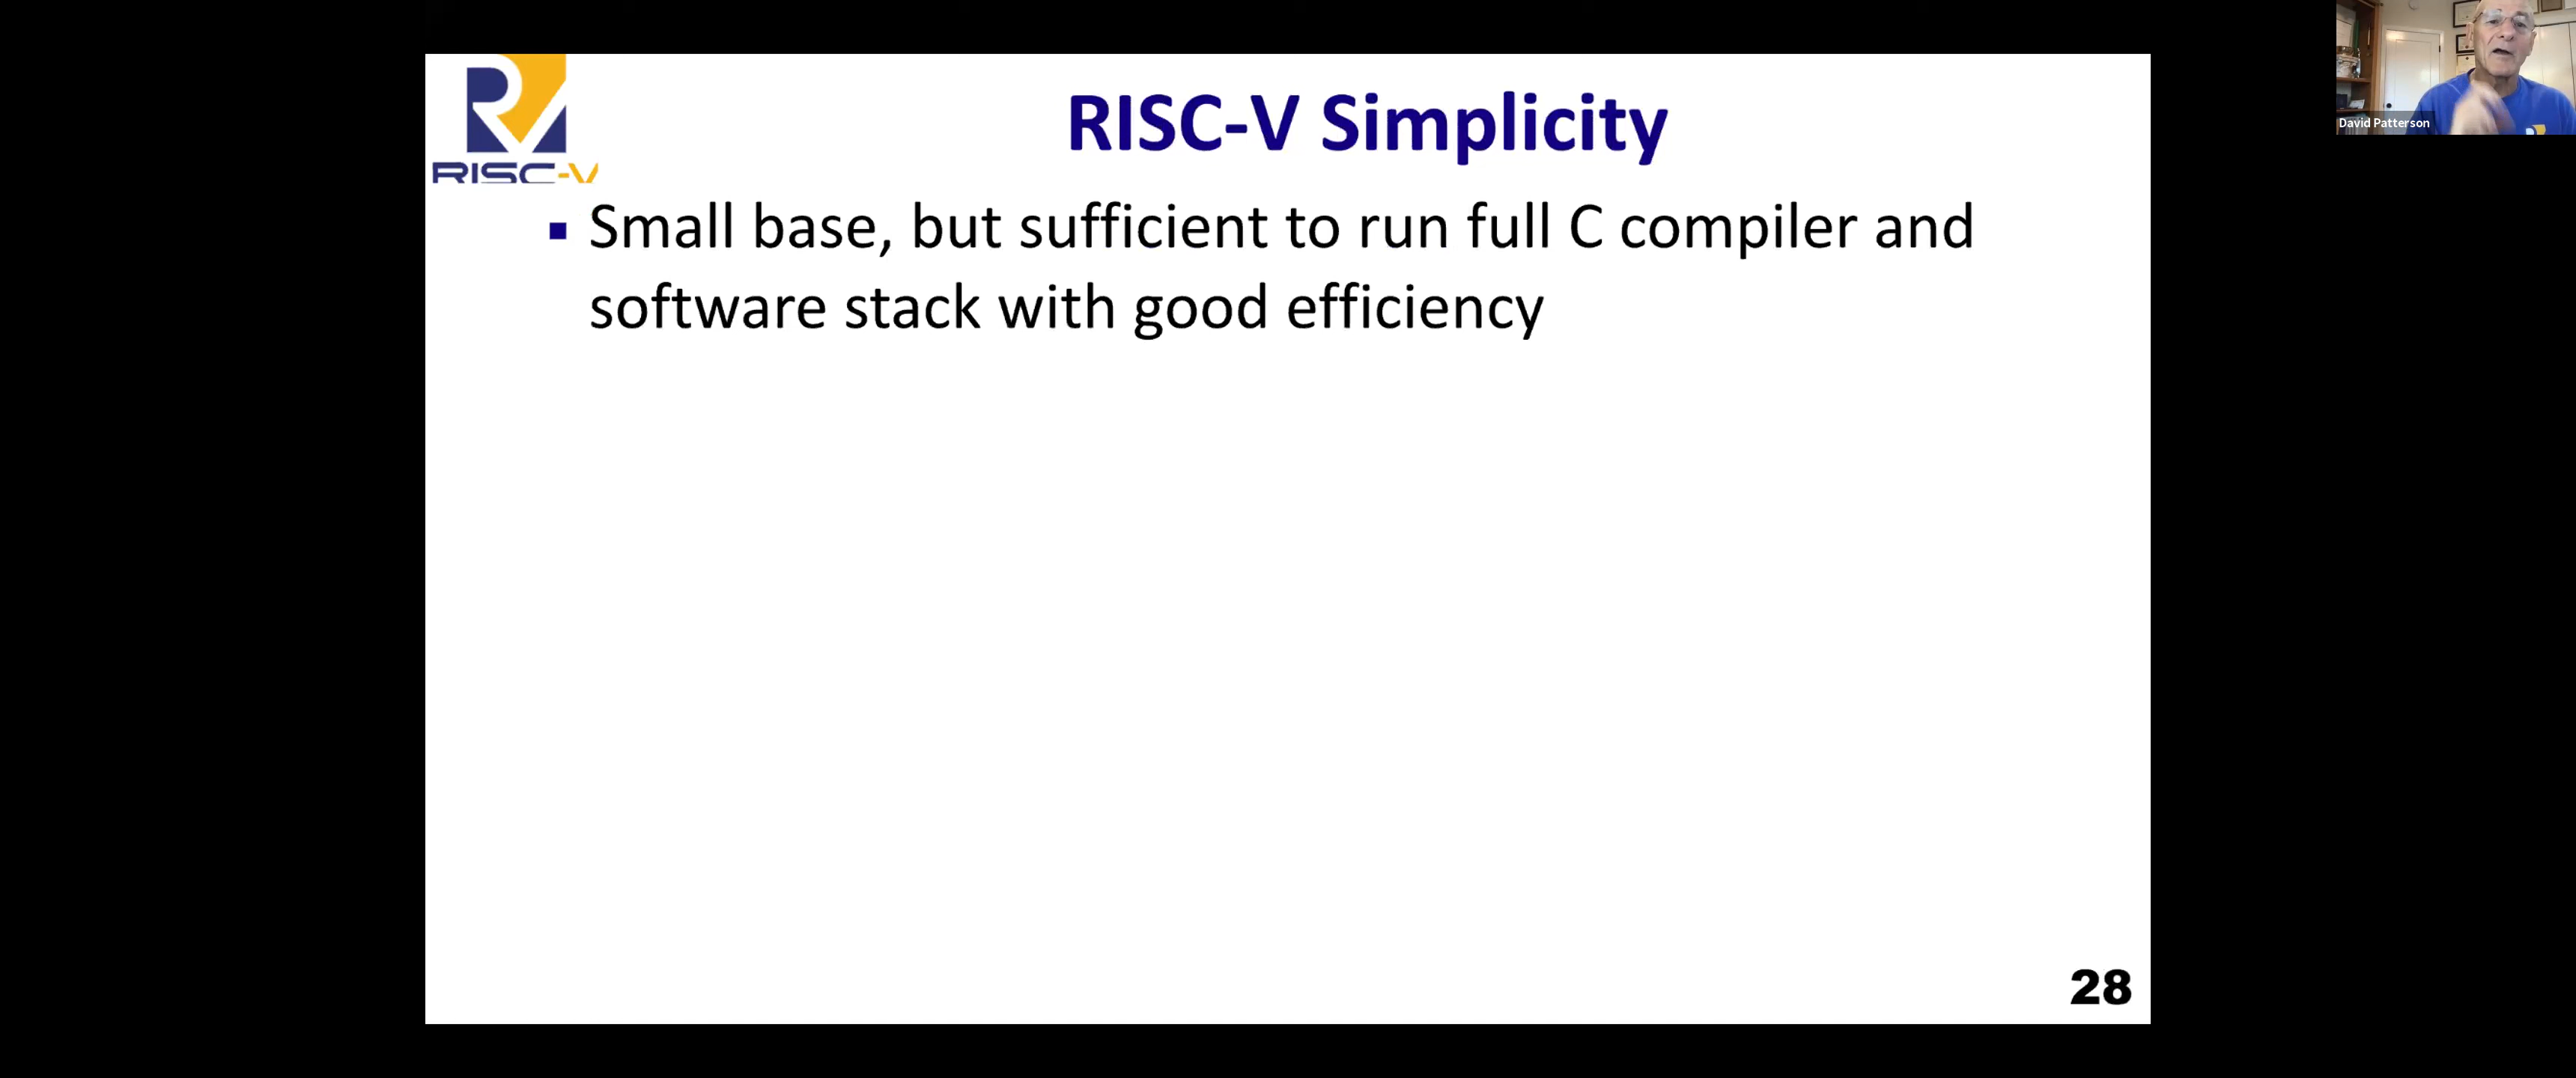 RISC-V Simplicity
RISC-V
Small base, but sufficient to run full C compiler and
software stack with good efficiency
28
David Patterson